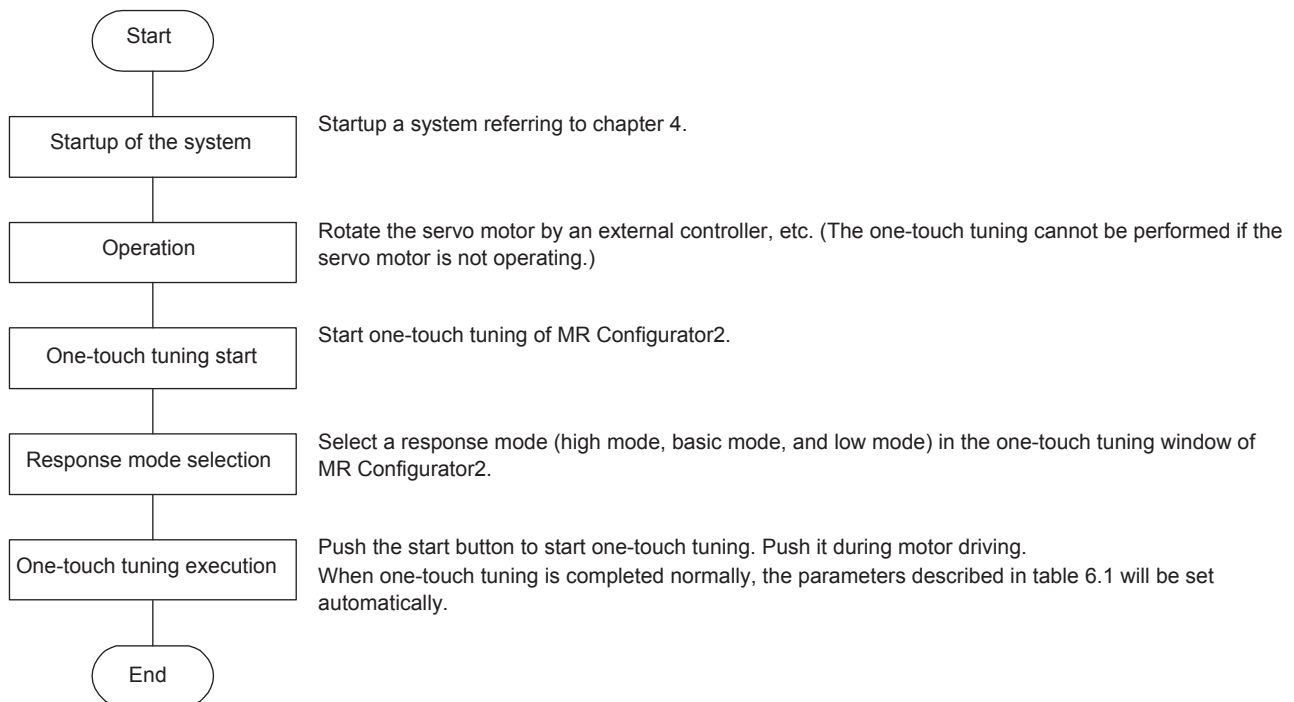 Start
Startup of the system
Startup a system referring to chapter 4.
Operation
Rotate the servo motor by an external controller, etc. (The one-touch tuning cannot be performed if the
servo motor is not operating.)
One-touch tuning start
Start one-touch tuning of MR Configurator2.
Response mode selection
Select a response mode (high mode, basic mode, and low mode) in the one-touch tuning window of
MR Configurator2.
One-touch tuning execution
Push the start button to start one-touch tuning. Push it during motor driving.
When one-touch tuning is completed normally, the parameters described in table 6.1 will be set
automatically.
End